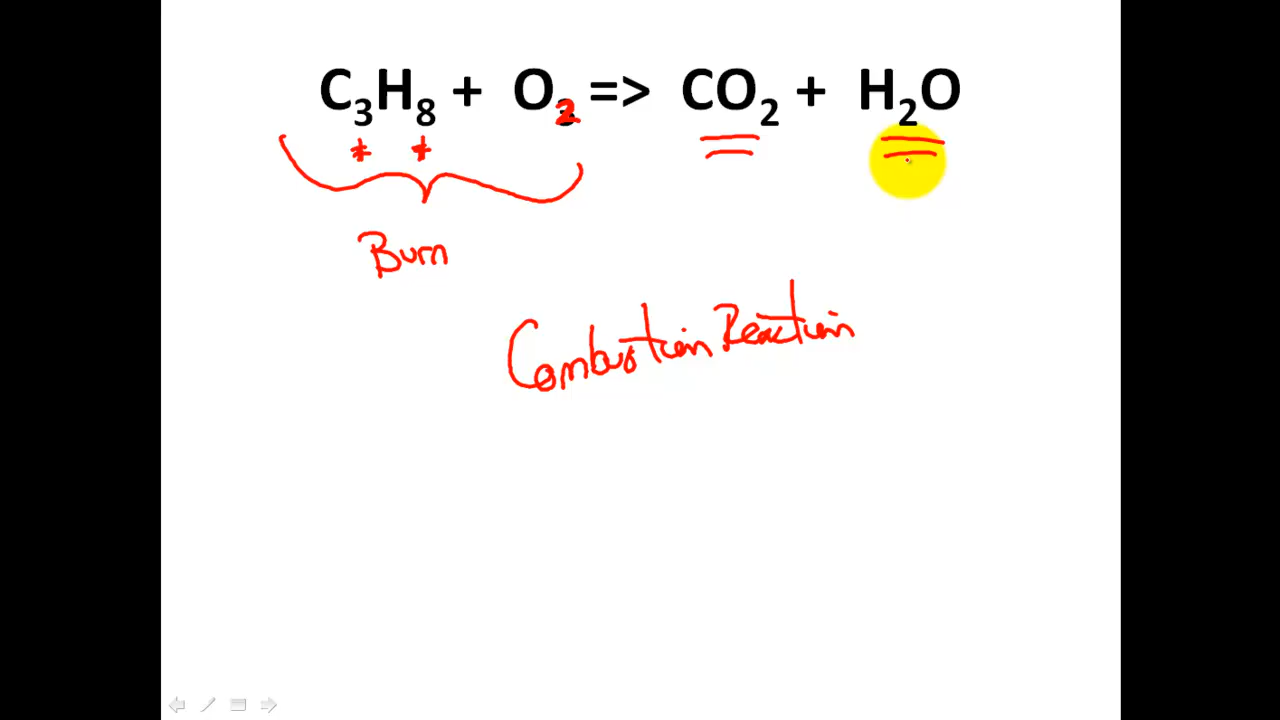 C₃H₈ + O₂ => CO₂ + H₂O
Burn
Combustion Reaction